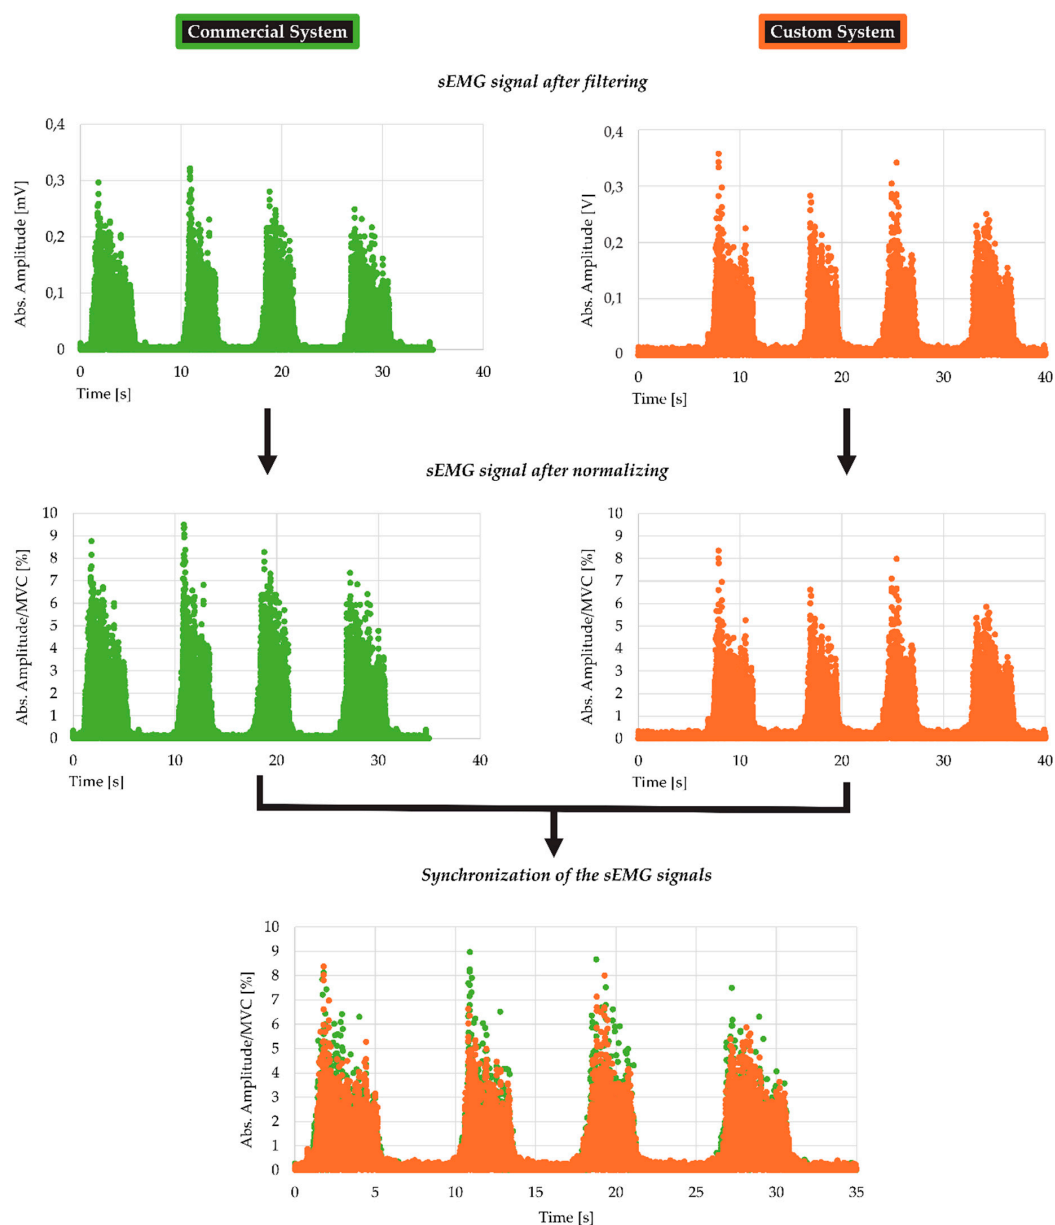 Commercial System
Custom System
sEMG signal after filtering
Abs. Amplitude [mV]
0,4
0,3
0,2
0,1
0
0 10 20 30 40
Time [s]
Abs. Amplitude [V]
0,4
0,3
0,2
0,1
0
0 10 20 30 40
Time [s]
sEMG signal after normalizing
Abs. Amplitude/MVC [%]
10
9
8
7
6
5
4
3
2
1
0
0 10 20 30 40
Time [s]
Abs. Amplitude/MVC [%]
10
9
8
7
6
5
4
3
2
1
0
0 10 20 30 40
Time [s]
Synchronization of the sEMG signals
Abs. Amplitude/MVC [%]
10
9
8
7
6
5
4
3
2
1
0
0 5 10 15 20 25 30 35
Time [s]